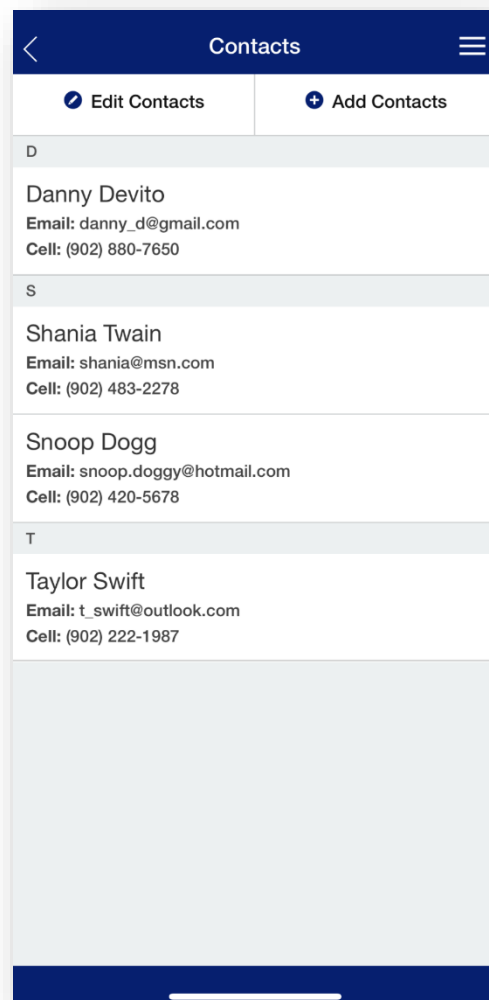 Contacts
Edit Contacts
Add Contacts
D
Danny Devito
Email: danny_d@gmail.com
Cell: (902) 880-7650
S
Shania Twain
Email: shania@msn.com
Cell: (902) 483-2278
Snoop Dogg
Email: snoop.doggy@hotmail.com
Cell: (902) 420-5678
T
Taylor Swift
Email: t_swift@outlook.com
Cell: (902) 222-1987